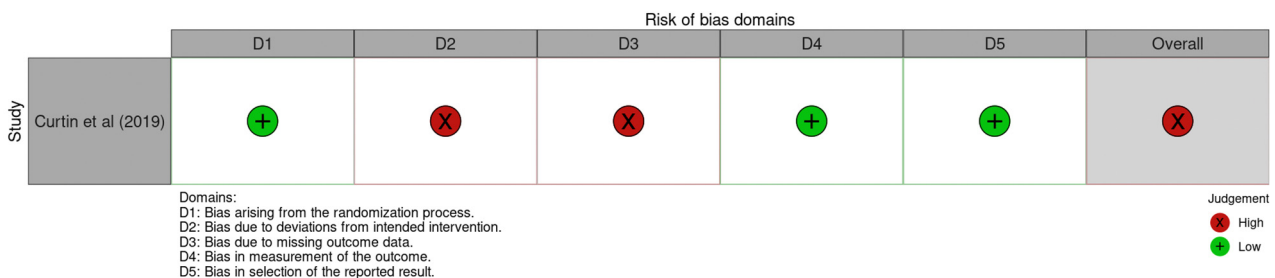 Risk of bias domains
D1 D2 D3 D4 D5 Overall
Study
Curtin et al (2019) + X X + + X
Domains:
D1: Bias arising from the randomization process.
D2: Bias due to deviations from intended intervention.
D3: Bias due to missing outcome data.
D4: Bias in measurement of the outcome.
D5: Bias in selection of the reported result.
Judgement
X High
+ Low